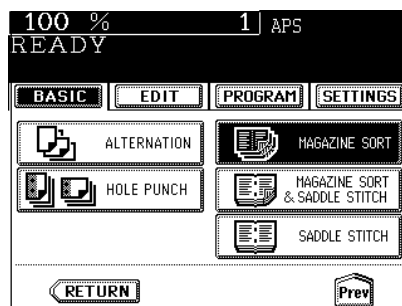 100 % 1 APS
READY
BASIC EDIT PROGRAM SETTINGS
ALTERNATION
HOLE PUNCH
MAGAZINE SORT
MAGAZINE SORT
& SADDLE STITCH
SADDLE STITCH
RETURN Prev